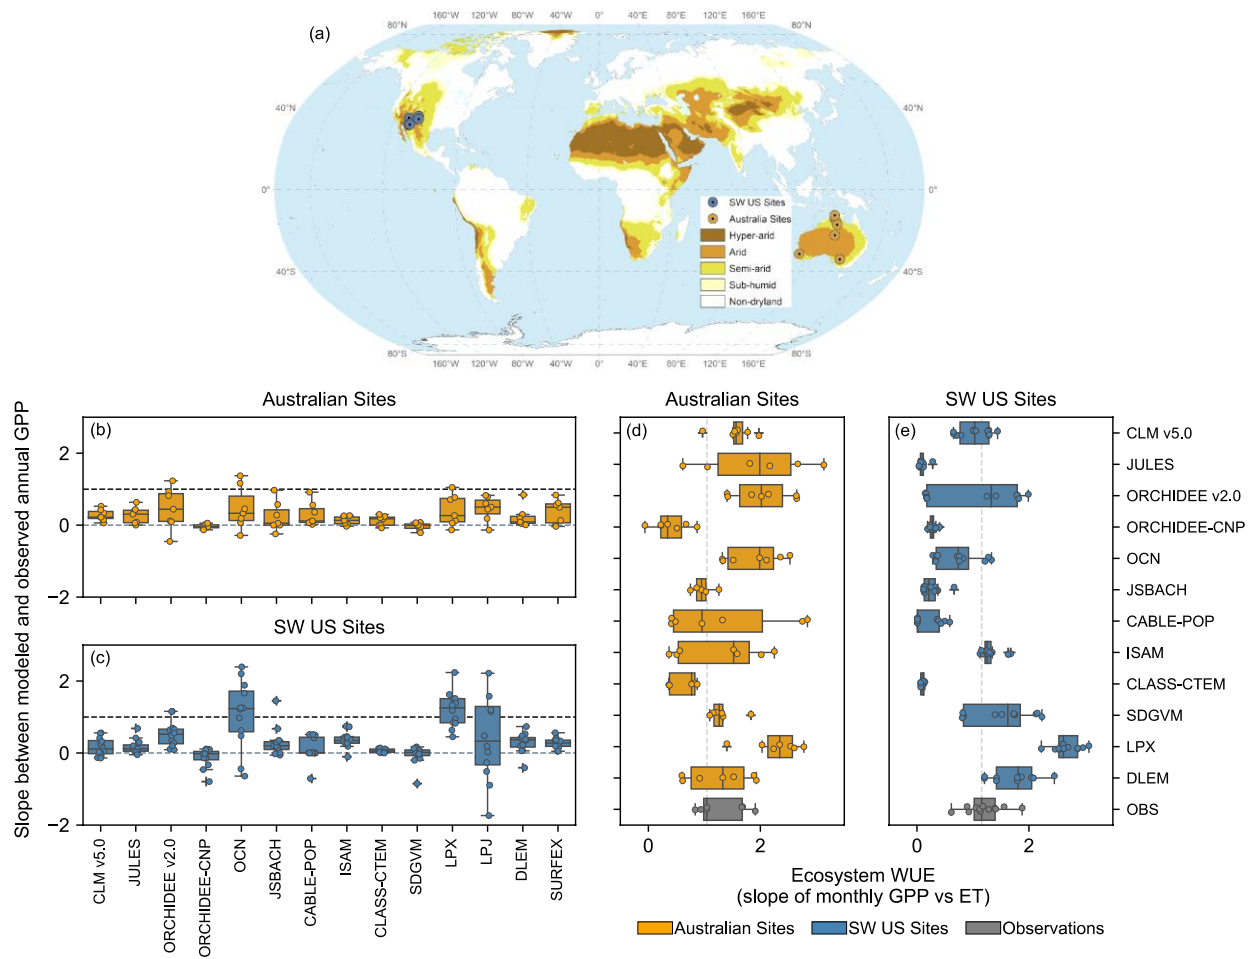 (a)
160°W 120°W 80°W 40°W 0° 40°E 80°E 120°E 160°E
80°N 80°N
40°N 40°N
0° 0°
40°S 40°S
80°S 80°S
160°W 120°W 80°W 40°W 0° 40°E 80°E 120°E 160°E
SW US Sites
Australia Sites
Hyper-arid
Arid
Semi-arid
Sub-humid
Non-dryland
Slope between modeled and observed annual GPP
Australian Sites
(b)
2
0
−2
SW US Sites
(c)
2
0
−2
CLM v5.0
JULES
ORCHIDEE v2.0
ORCHIDEE-CNP
OCN
JSBACH
CABLE-POP
ISAM
CLASS-CTEM
SDGVM
LPX
LPJ
DLEM
SURFEX
Australian Sites
(d)
0 2
SW US Sites
(e)
0 2
CLM v5.0
JULES
ORCHIDEE v2.0
ORCHIDEE-CNP
OCN
JSBACH
CABLE-POP
ISAM
CLASS-CTEM
SDGVM
LPX
DLEM
OBS
Ecosystem WUE
(slope of monthly GPP vs ET)
Australian Sites SW US Sites Observations